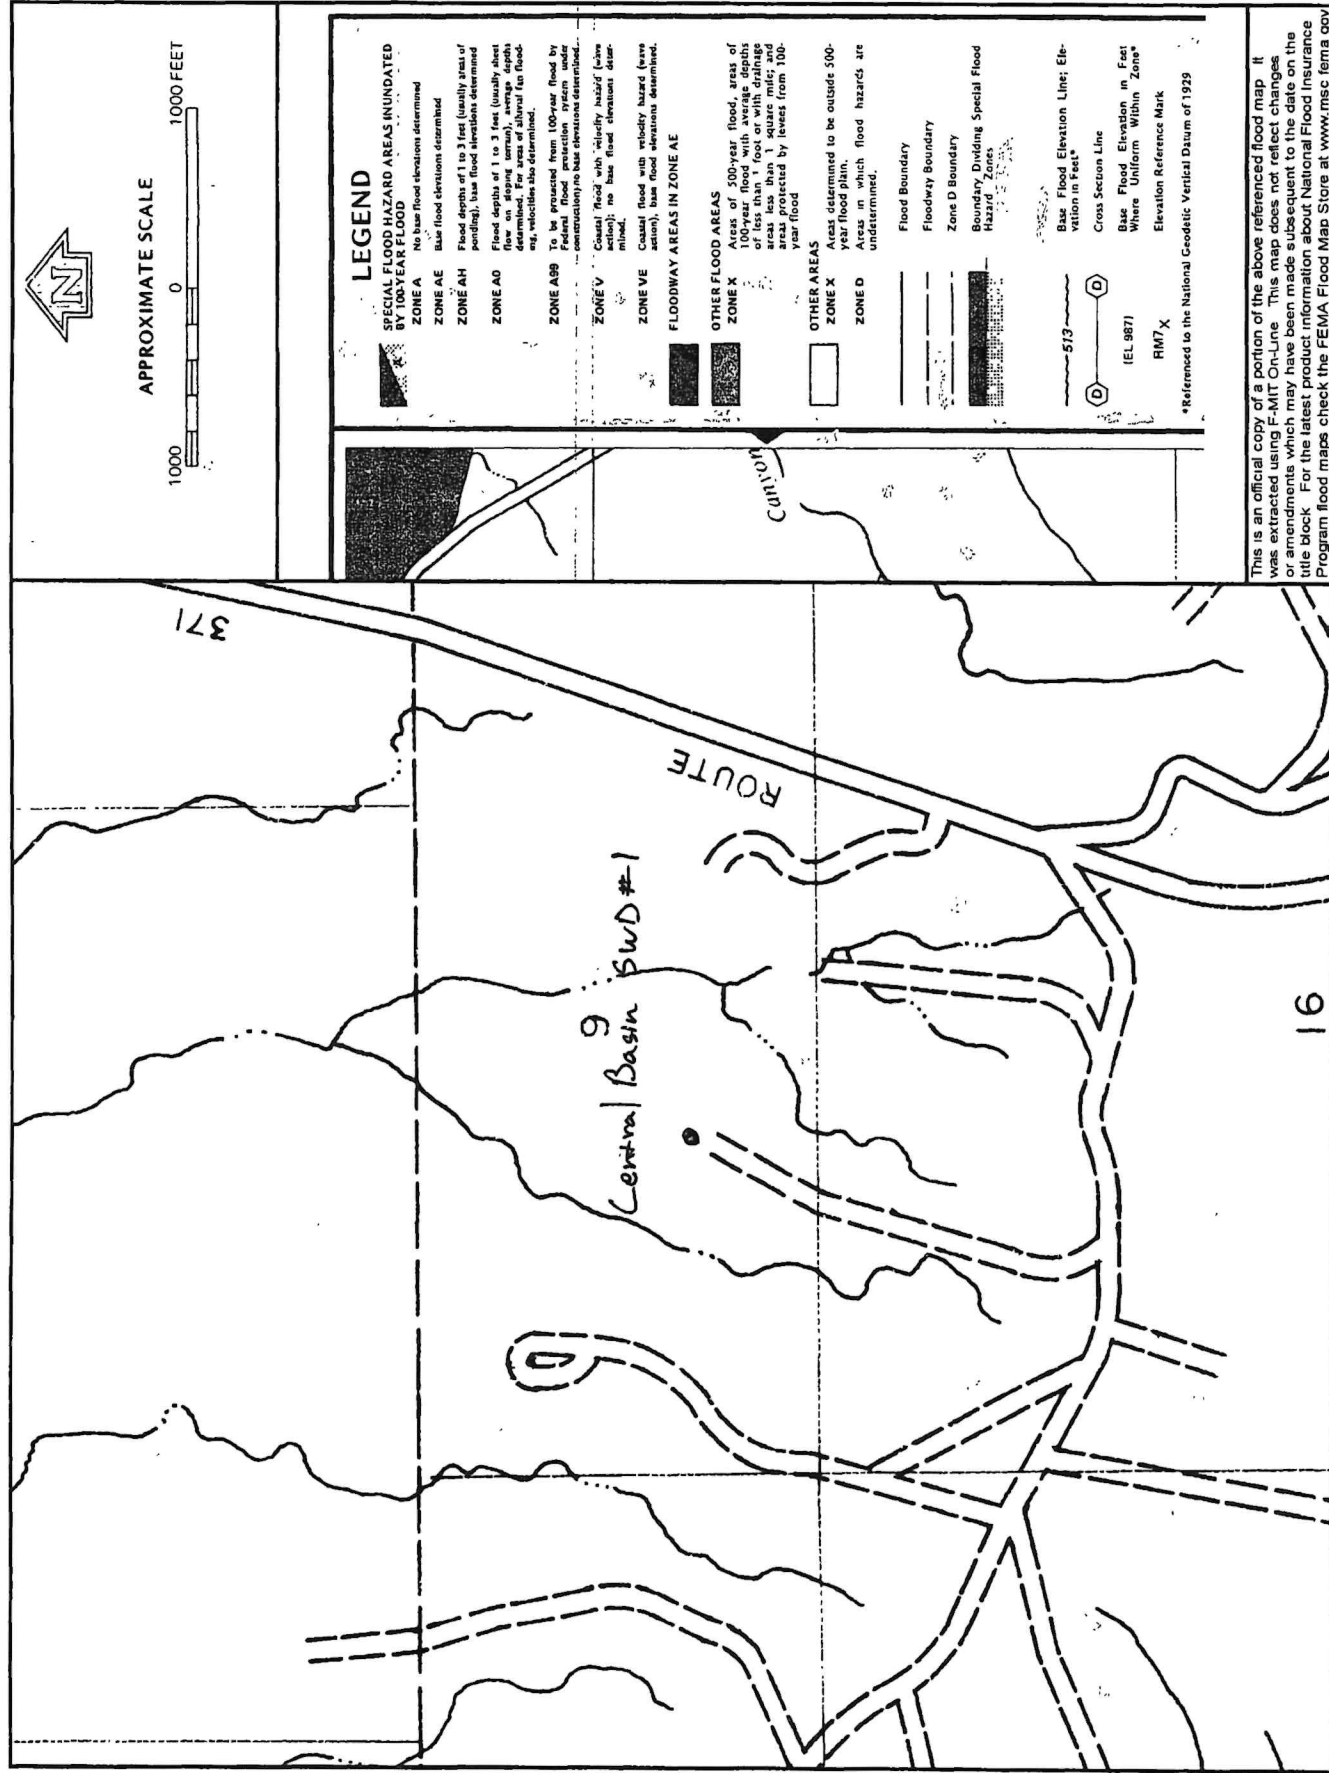 N
APPROXIMATE SCALE
1000 0 1000 FEET
LEGEND
SPECIAL FLOOD HAZARD AREAS INUNDATED
BY 100-YEAR FLOOD
ZONE A No base flood elevations determined
ZONE AE Base flood elevations determined
ZONE AH Flood depths of 1 to 3 feet (usually areas of
ponding), base flood elevations determined
ZONE AO Flood depths of 1 to 3 feet (usually sheet
flow on sloping terrain), average depths
determined. For areas of alluvial fan flood-
ing, velocities also determined.
ZONE A99 To be protected from 100-year flood by
Federal flood protection system under
construction; no base elevations determined.
ZONE V Coastal flood with velocity hazard (wave
action); no base flood elevations deter-
mined.
ZONE VE Coastal flood with velocity hazard (wave
action), base flood elevations determined.
FLOODWAY AREAS IN ZONE AE
OTHER FLOOD AREAS
ZONE X Areas of 500-year flood, areas of
100-year flood with average depths
of less than 1 foot or with drainage
areas less than 1 square mile; and
areas protected by levees from 100-
year flood
OTHER AREAS
ZONE X Areas determined to be outside 500-
year flood plain.
ZONE D Areas in which flood hazards are
undetermined.
Flood Boundary
Floodway Boundary
Zone D Boundary
Boundary Dividing Special Flood
Hazard Zones
513 Base Flood Elevation Line; Ele-
vation in Feet*
D D Cross Section Line
(EL 987) Base Flood Elevation in Feet
Where Uniform Within Zone*
RM7X Elevation Reference Mark
*Referenced to the National Geodetic Vertical Datum of 1929
Canyon
371
ROUTE
9
Central Basin SWD #1
16
This is an official copy of a portion of the above referenced flood map It
was extracted using F-MIT On-Line This map does not reflect changes
or amendments which may have been made subsequent to the date on the
title block For the latest product information about National Flood Insurance
Program flood maps check the FEMA Flood Map Store at www.msc fema gov